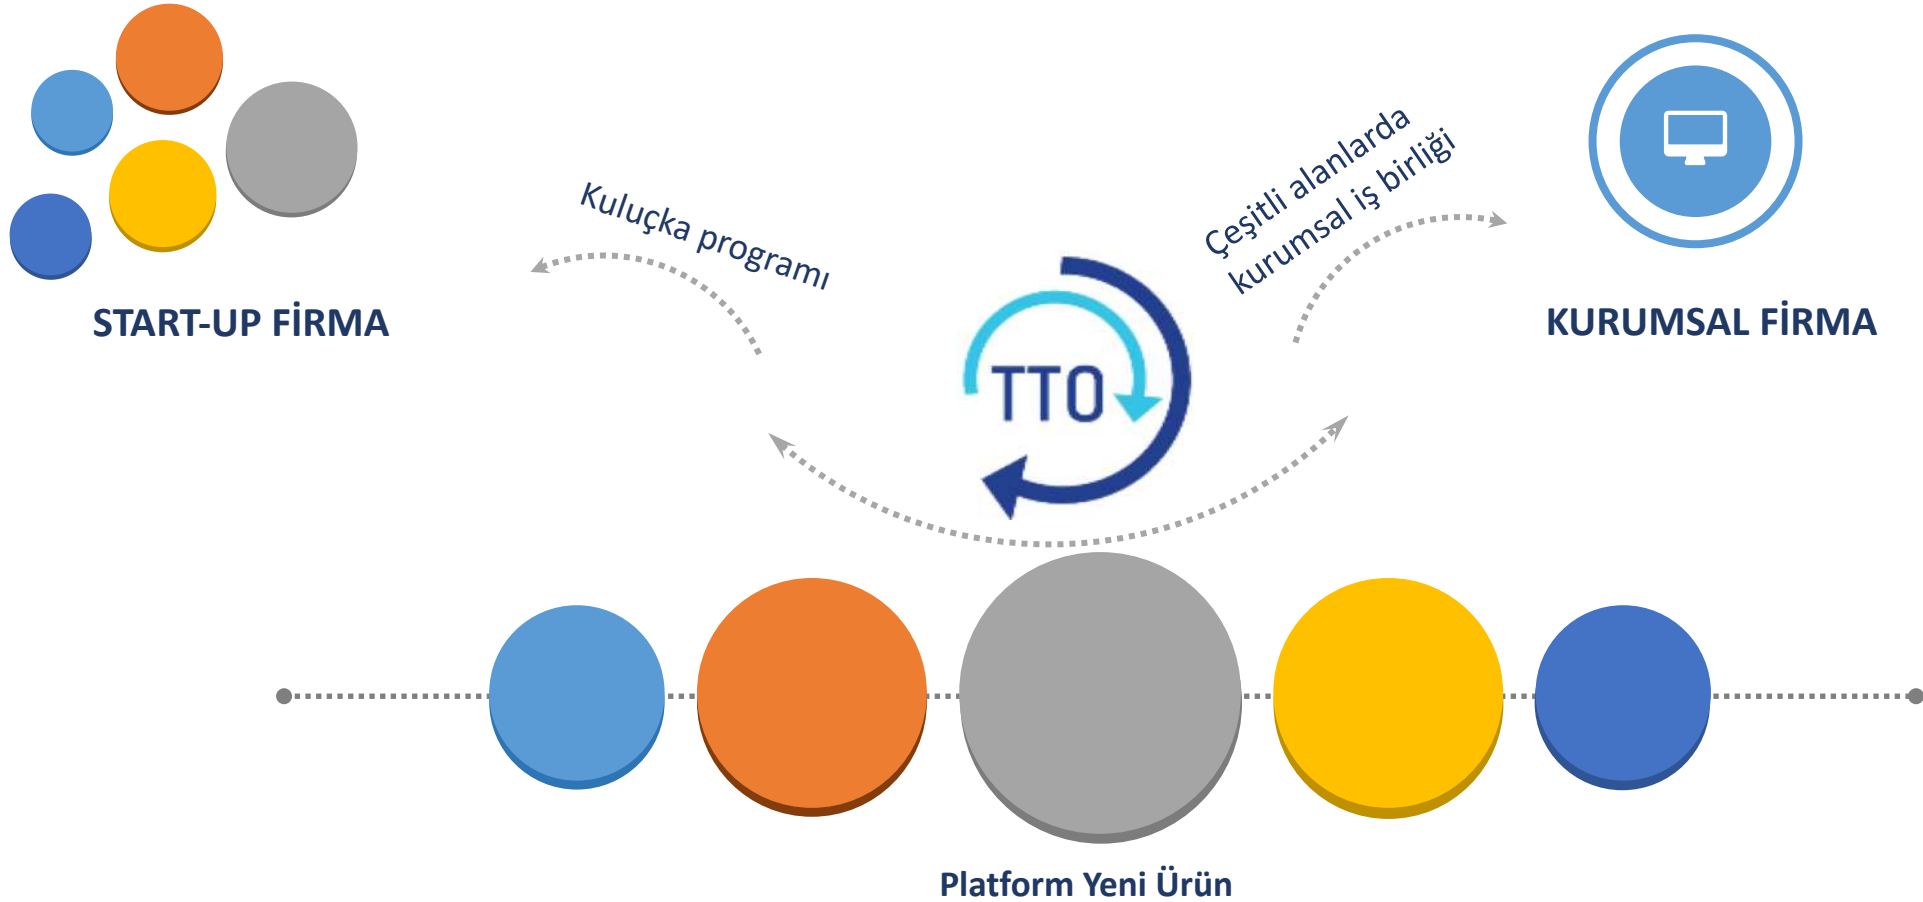 Kuluçka programı
Çeşitli alanlarda
kurumsal iş birliği
START-UP FİRMA
KURUMSAL FİRMA
TTO
Platform Yeni Ürün